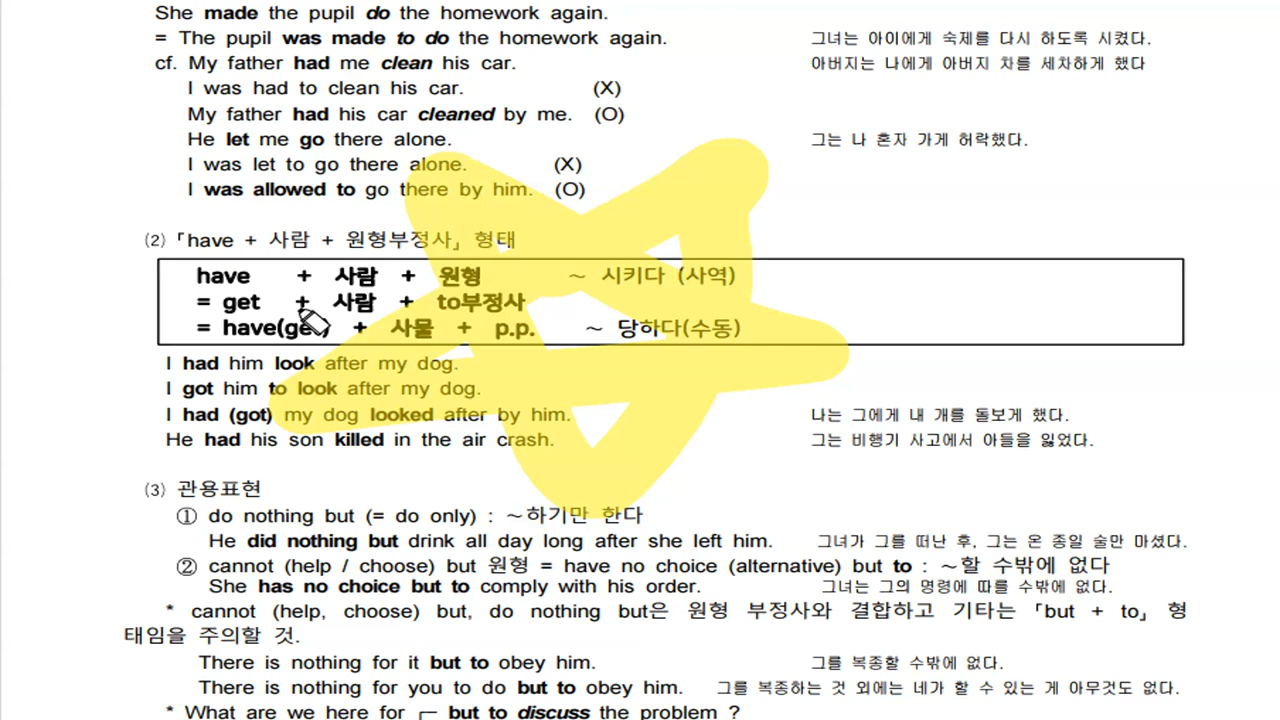 She made the pupil do the homework again.
= The pupil was made to do the homework again. 그녀는 아이에게 숙제를 다시 하도록 시켰다.
cf. My father had me clean his car. 아버지는 나에게 아버지 차를 세차하게 했다
I was had to clean his car. (X)
My father had his car cleaned by me. (O)
He let me go there alone. 그는 나 혼자 가게 허락했다.
I was let to go there alone. (X)
I was allowed to go there by him. (O)
(2) 「have + 사람 + 원형부정사」 형태
have + 사람 + 원형 ~ 시키다 (사역)
= get + 사람 + to부정사
= have(get) + 사물 + p.p. ~ 당하다(수동)
I had him look after my dog.
I got him to look after my dog.
I had (got) my dog looked after by him. 나는 그에게 내 개를 돌보게 했다.
He had his son killed in the air crash. 그는 비행기 사고에서 아들을 잃었다.
(3) 관용표현
① do nothing but (= do only) : ~하기만 한다
He did nothing but drink all day long after she left him. 그녀가 그를 떠난 후, 그는 온 종일 술만 마셨다.
② cannot (help / choose) but 원형 = have no choice (alternative) but to : ~할 수밖에 없다
She has no choice but to comply with his order. 그녀는 그의 명령에 따를 수밖에 없다.
* cannot (help, choose) but, do nothing but은 원형 부정사와 결합하고 기타는 「but + to」 형
태임을 주의할 것.
There is nothing for it but to obey him. 그를 복종할 수밖에 없다.
There is nothing for you to do but to obey him. 그를 복종하는 것 외에는 네가 할 수 있는 게 아무것도 없다.
* What are we here for ┌─ but to discuss the problem ?